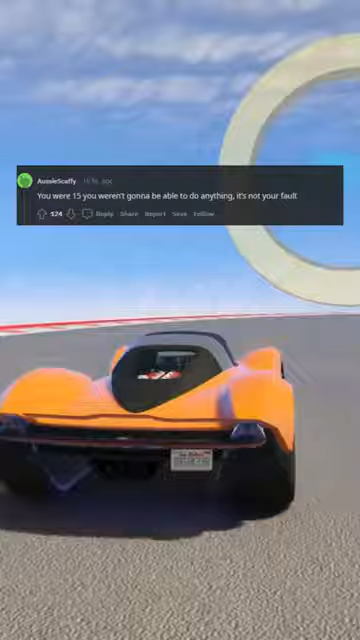 AussieScaffy
You were 15 you weren't gonna be able to do anything, it's not your fault
524 Reply Share Report Save Follow